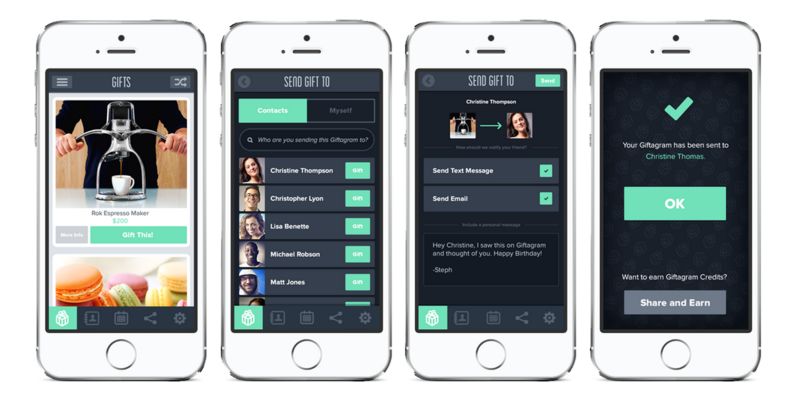 GIFTS
Rok Espresso Maker
$200
More Info
Gift This!
SEND GIFT TO
Contacts
Myself
Who are you sending this Giftagram to?
Christine Thompson
Gift
Christopher Lyon
Gift
Lisa Benette
Gift
Michael Robson
Gift
Matt Jones
Gift
SEND GIFT TO
Send
Christine Thompson
How should we notify your friend?
Send Text Message
Send Email
Include a personal message
Hey Christine, I saw this on Giftagram
and thought of you. Happy Birthday!
-Steph
Your Giftagram has been sent to
Christine Thomas.
OK
Want to earn Giftagram Credits?
Share and Earn